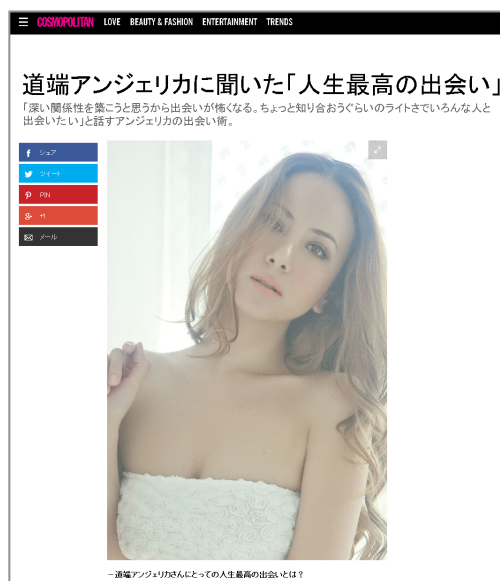 COSMOPOLITAN LOVE BEAUTY & FASHION ENTERTAINMENT TRENDS
道端アンジェリカに聞いた「人生最高の出会い」
「深い関係性を築こうと思うから出会いが怖くなる。ちょっと知り合おうぐらいのライトさでいろんな人と
出会いたい」と話すアンジェリカの出会い術。
シェア
ツイート
PIN
+1
メール
－道端アンジェリカさんにとっての人生最高の出会いとは？